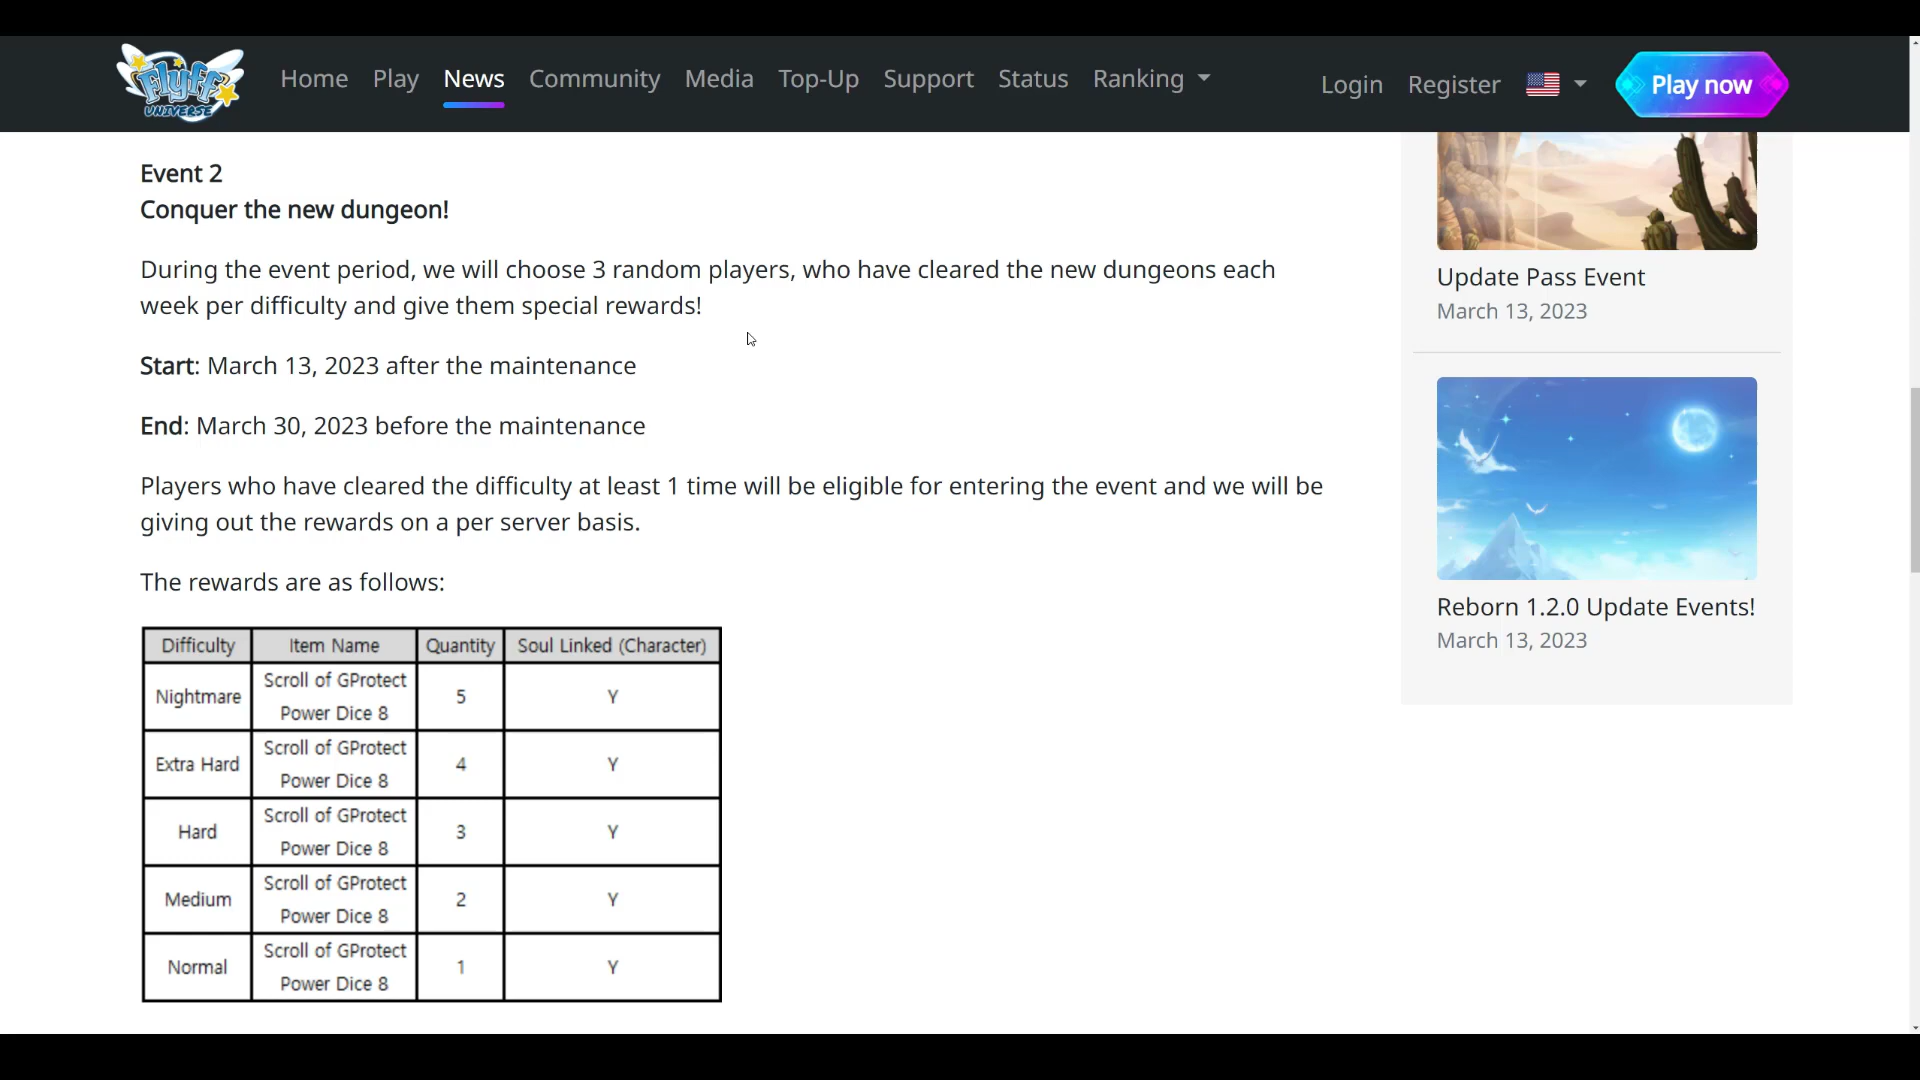 Flyff
UNIVERSE
Home Play News Community Media Top-Up Support Status Ranking Login Register Play now
Event 2
Conquer the new dungeon!
During the event period, we will choose 3 random players, who have cleared the new dungeons each
week per difficulty and give them special rewards!
Start: March 13, 2023 after the maintenance
End: March 30, 2023 before the maintenance
Players who have cleared the difficulty at least 1 time will be eligible for entering the event and we will be
giving out the rewards on a per server basis.
The rewards are as follows:
Difficulty Item Name Quantity Soul Linked (Character)
Nightmare Scroll of GProtect 5 Y
Power Dice 8
Extra Hard Scroll of GProtect 4 Y
Power Dice 8
Hard Scroll of GProtect 3 Y
Power Dice 8
Medium Scroll of GProtect 2 Y
Power Dice 8
Normal Scroll of GProtect 1 Y
Power Dice 8
Update Pass Event
March 13, 2023
Reborn 1.2.0 Update Events!
March 13, 2023